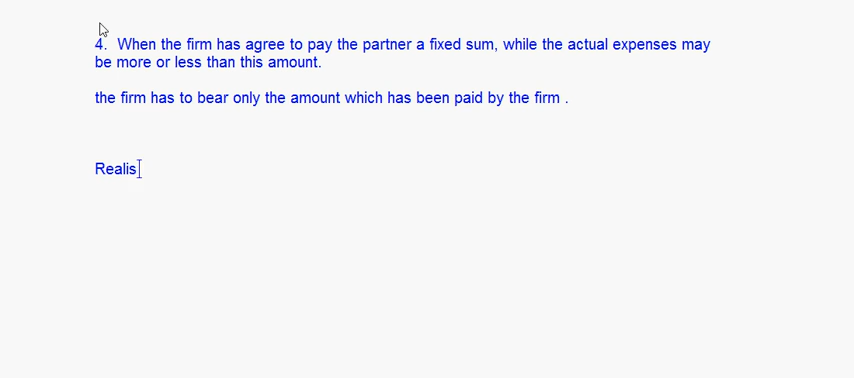 4.  When the firm has agree to pay the partner a fixed sum, while the actual expenses may
be more or less than this amount.
the firm has to bear only the amount which has been paid by the firm .
Realis